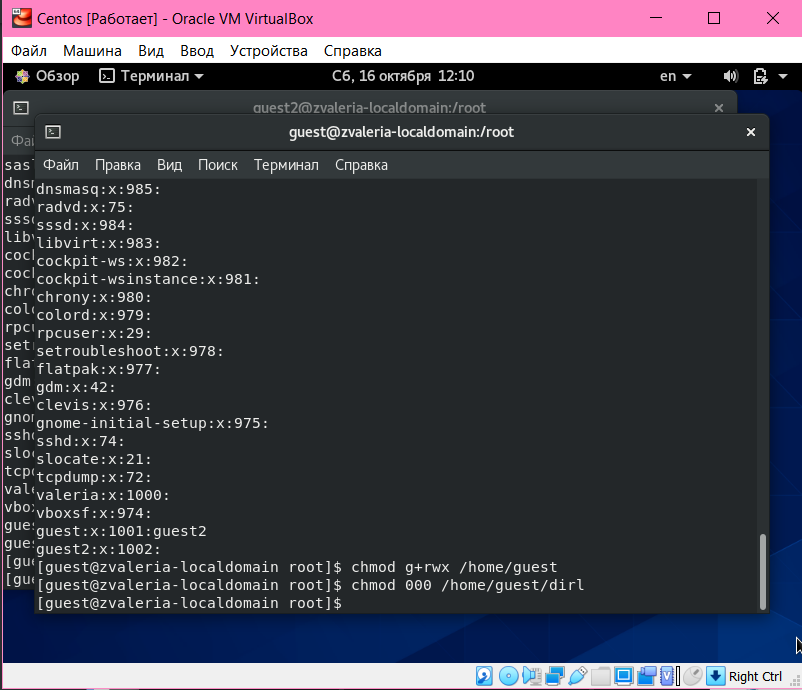 Centos [Работает] - Oracle VM VirtualBox
Файл Машина Вид Ввод Устройства Справка
Обзор Терминал Сб, 16 октября 12:10 en
guest2@zvaleria-localdomain:/root
guest@zvaleria-localdomain:/root
Файл Правка Вид Поиск Терминал Справка
dnsmasq:x:985:
radvd:x:75:
sssd:x:984:
libvirt:x:983:
cockpit-ws:x:982:
cockpit-wsinstance:x:981:
chrony:x:980:
colord:x:979:
rpcuser:x:29:
setroubleshoot:x:978:
flatpak:x:977:
gdm:x:42:
clevis:x:976:
gnome-initial-setup:x:975:
sshd:x:74:
slocate:x:21:
tcpdump:x:72:
valeria:x:1000:
vboxsf:x:974:
guest:x:1001:guest2
guest2:x:1002:
[guest@zvaleria-localdomain root]$ chmod g+rwx /home/guest
[guest@zvaleria-localdomain root]$ chmod 000 /home/guest/dirl
[guest@zvaleria-localdomain root]$
Right Ctrl